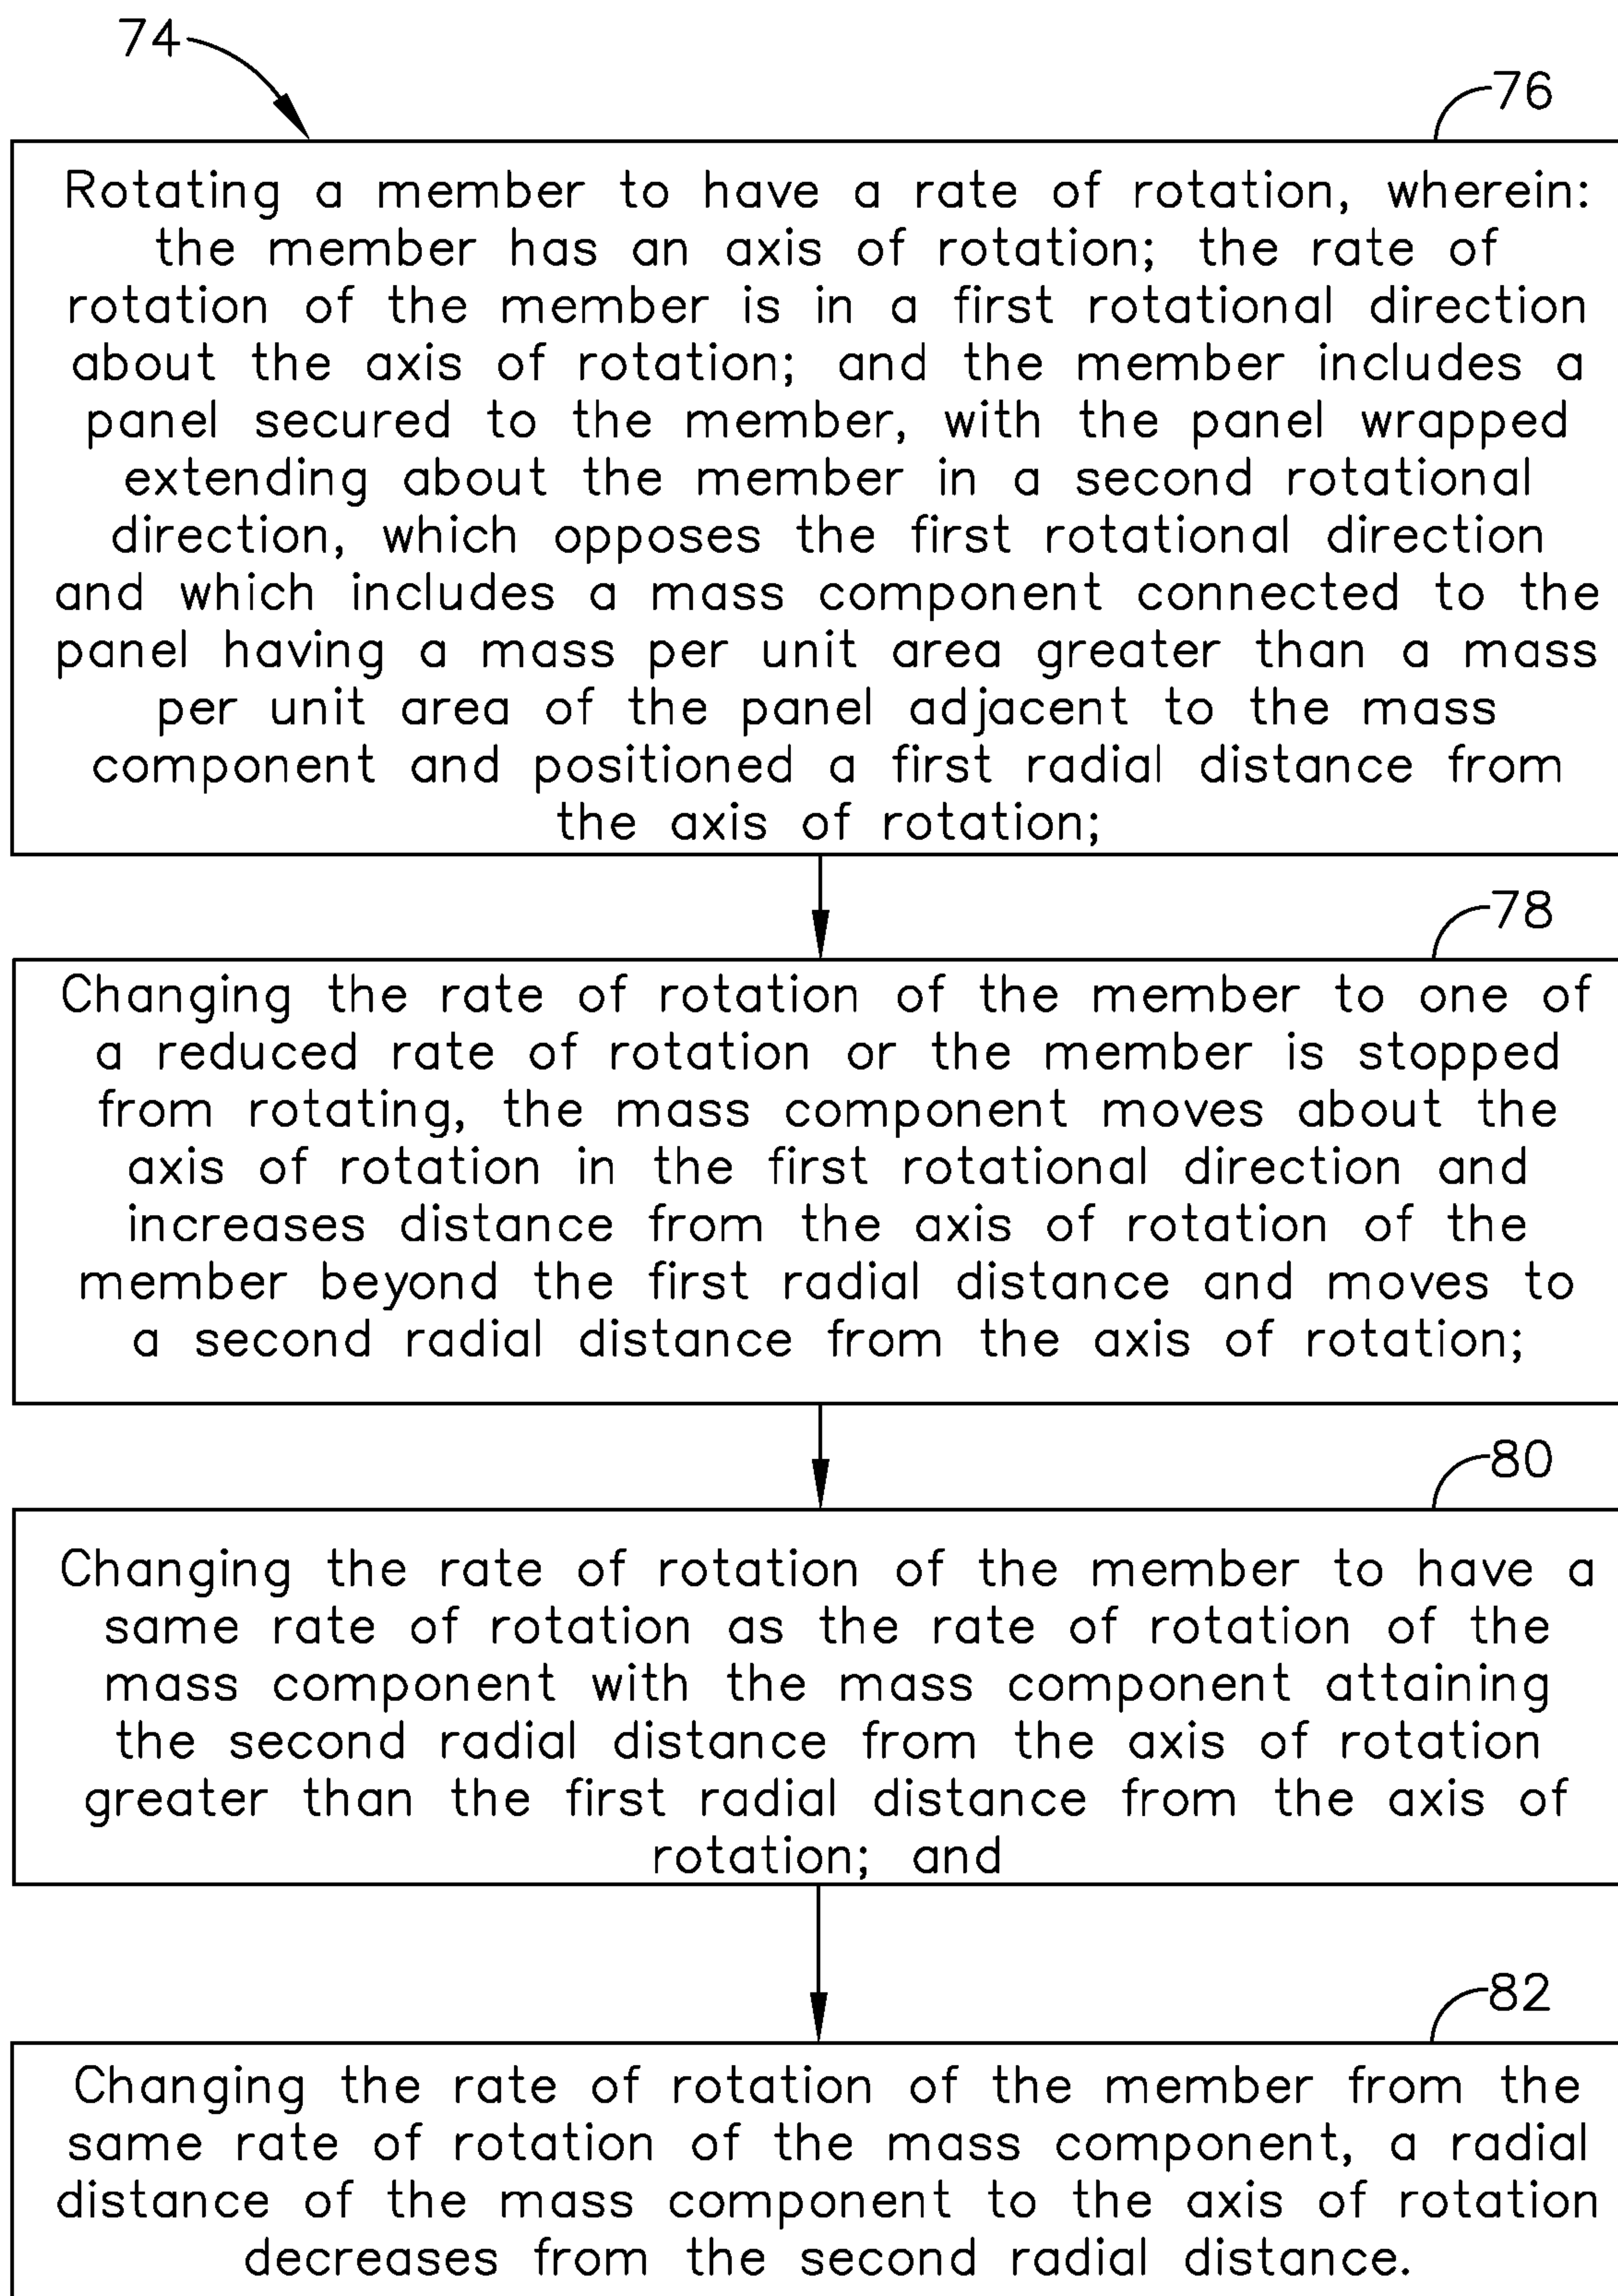 74
76
Rotating a member to have a rate of rotation, wherein:
the member has an axis of rotation; the rate of
rotation of the member is in a first rotational direction
about the axis of rotation; and the member includes a
panel secured to the member, with the panel wrapped
extending about the member in a second rotational
direction, which opposes the first rotational direction
and which includes a mass component connected to the
panel having a mass per unit area greater than a mass
per unit area of the panel adjacent to the mass
component and positioned a first radial distance from
the axis of rotation;
78
Changing the rate of rotation of the member to one of
a reduced rate of rotation or the member is stopped
from rotating, the mass component moves about the
axis of rotation in the first rotational direction and
increases distance from the axis of rotation of the
member beyond the first radial distance and moves to
a second radial distance from the axis of rotation;
80
Changing the rate of rotation of the member to have a
same rate of rotation as the rate of rotation of the
mass component with the mass component attaining
the second radial distance from the axis of rotation
greater than the first radial distance from the axis of
rotation; and
82
Changing the rate of rotation of the member from the
same rate of rotation of the mass component, a radial
distance of the mass component to the axis of rotation
decreases from the second radial distance.